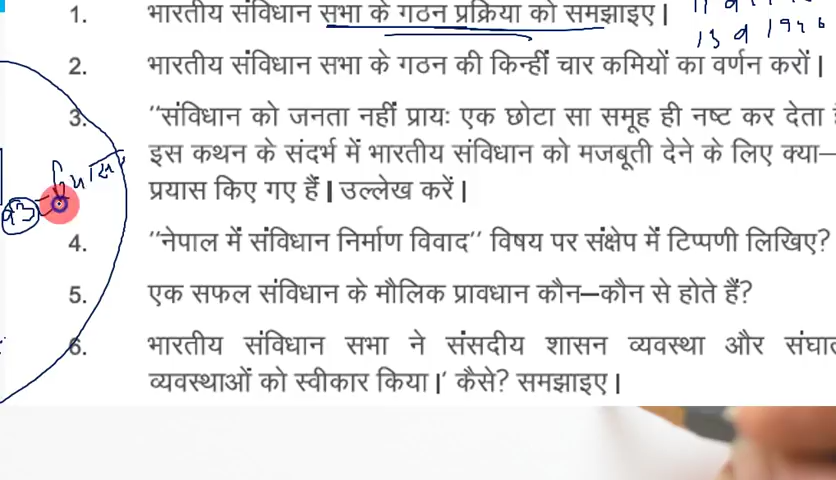 1. भारतीय संविधान सभा के गठन प्रक्रिया को समझाइए |
2. भारतीय संविधान सभा के गठन की किन्हीं चार कमियों का वर्णन करों |
3. ''संविधान को जनता नहीं प्रायः एक छोटा सा समूह ही नष्ट कर देता
इस कथन के संदर्भ में भारतीय संविधान को मजबूती देने के लिए क्या–
प्रयास किए गए हैं | उल्लेख करें |
4. ''नेपाल में संविधान निर्माण विवाद'' विषय पर संक्षेप में टिप्पणी लिखिए?
5. एक सफल संविधान के मौलिक प्रावधान कौन–कौन से होते हैं?
6. भारतीय संविधान सभा ने संसदीय शासन व्यवस्था और
व्यवस्थाओं को स्वीकार किया |' कैसे? समझाइए |